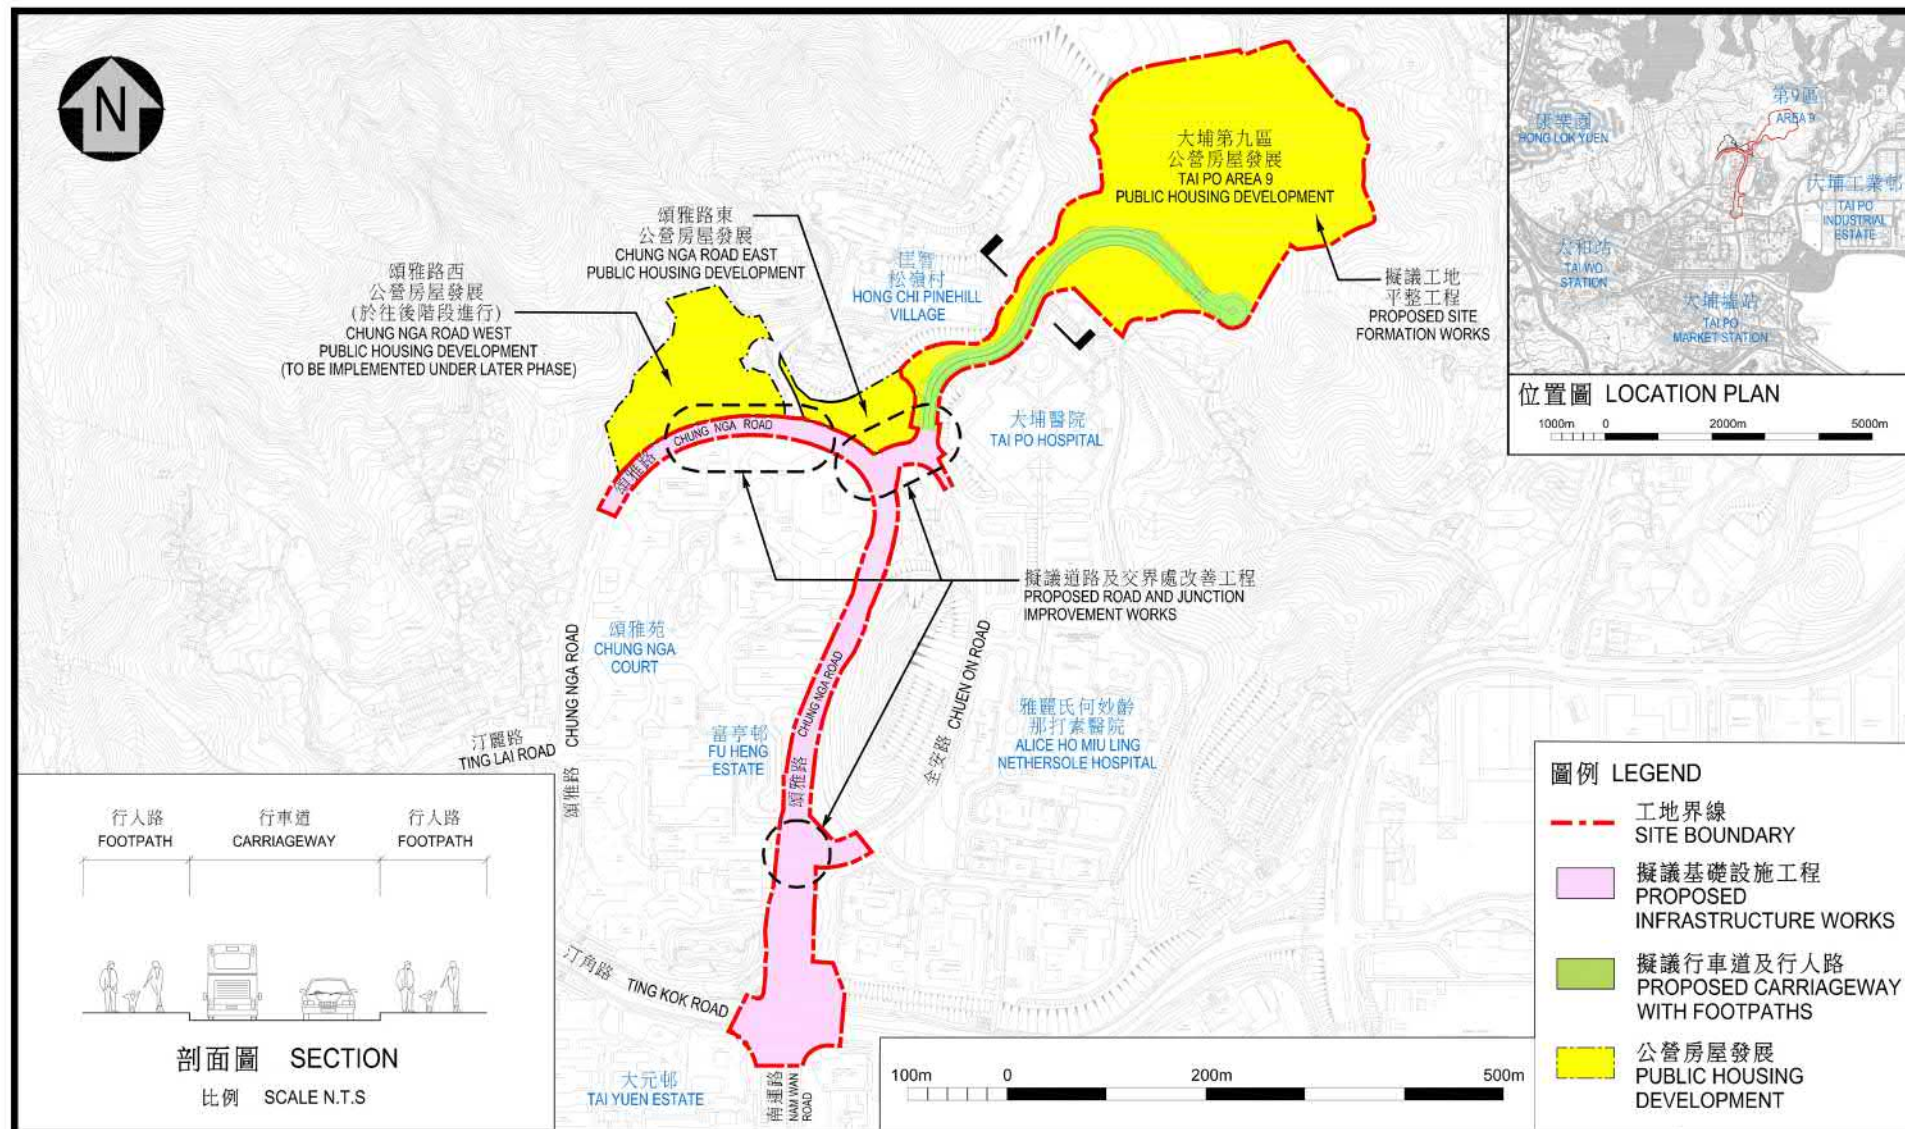 N
大埔第九區
公營房屋發展
TAI PO AREA 9
PUBLIC HOUSING DEVELOPMENT
頌雅路東
公營房屋發展
CHUNG NGA ROAD EAST
PUBLIC HOUSING DEVELOPMENT
頌雅路西
公營房屋發展
(於往後階段進行)
CHUNG NGA ROAD WEST
PUBLIC HOUSING DEVELOPMENT
(TO BE IMPLEMENTED UNDER LATER PHASE)
匡智
松嶺村
HONG CHI PINEHILL
VILLAGE
擬議工地
平整工程
PROPOSED SITE
FORMATION WORKS
大埔醫院
TAI PO HOSPITAL
CHUNG NGA ROAD
頌雅路
擬議道路及交界處改善工程
PROPOSED ROAD AND JUNCTION
IMPROVEMENT WORKS
頌雅苑
CHUNG NGA
COURT
頌雅路 CHUNG NGA ROAD
汀麗路
TING LAI ROAD
富亨邨
FU HENG
ESTATE
頌雅路 CHUNG NGA ROAD
全安路 CHUEN ON ROAD
雅麗氏何妙齡
那打素醫院
ALICE HO MIU LING
NETHERSOLE HOSPITAL
汀角路 TING KOK ROAD
大元邨
TAI YUEN ESTATE
南運路
NAM WAN
ROAD
行人路
FOOTPATH
行車道
CARRIAGEWAY
行人路
FOOTPATH
剖面圖 SECTION
比例 SCALE N.T.S
100m 0 200m 500m
第9區
AREA 9
康樂園
HONG LOK YUEN
大埔工業邨
TAI PO
INDUSTRIAL
ESTATE
太和站
TAI WO
STATION
大埔墟站
TAI PO
MARKET STATION
位置圖 LOCATION PLAN
1000m 0 2000m 5000m
圖例 LEGEND
工地界線
SITE BOUNDARY
擬議基礎設施工程
PROPOSED
INFRASTRUCTURE WORKS
擬議行車道及行人路
PROPOSED CARRIAGEWAY
WITH FOOTPATHS
公營房屋發展
PUBLIC HOUSING
DEVELOPMENT